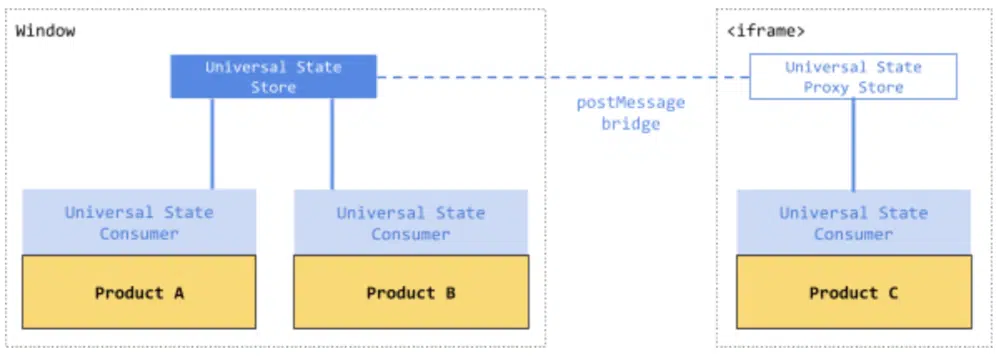 Window
<iframe>
Universal State
Store
Universal State
Proxy Store
postMessage
bridge
Universal State
Consumer
Universal State
Consumer
Universal State
Consumer
Product A
Product B
Product C